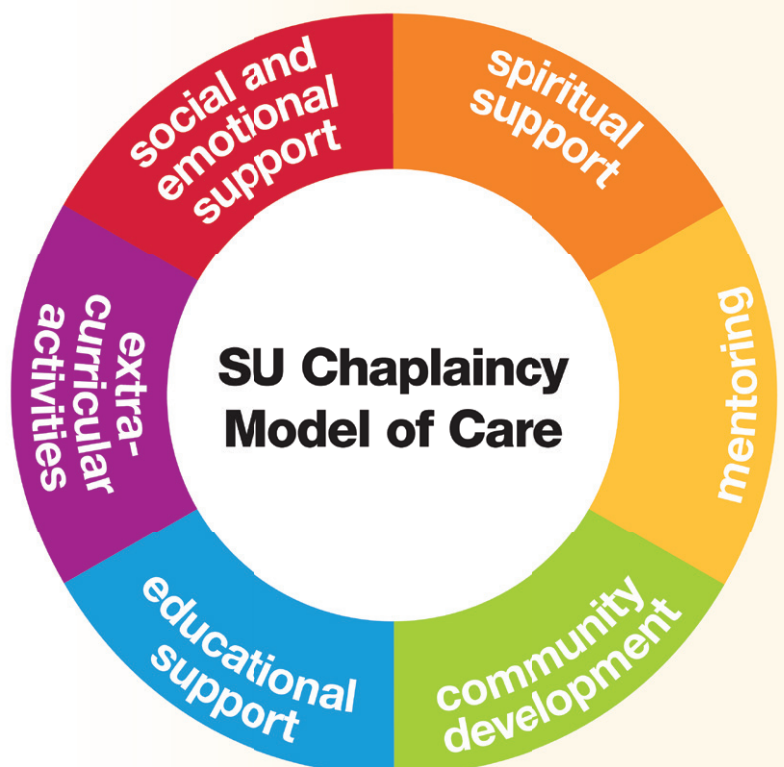 SU Chaplaincy
Model of Care
social and
emotional
support
spiritual
support
mentoring
community
development
educational
support
extra-
curricular
activities